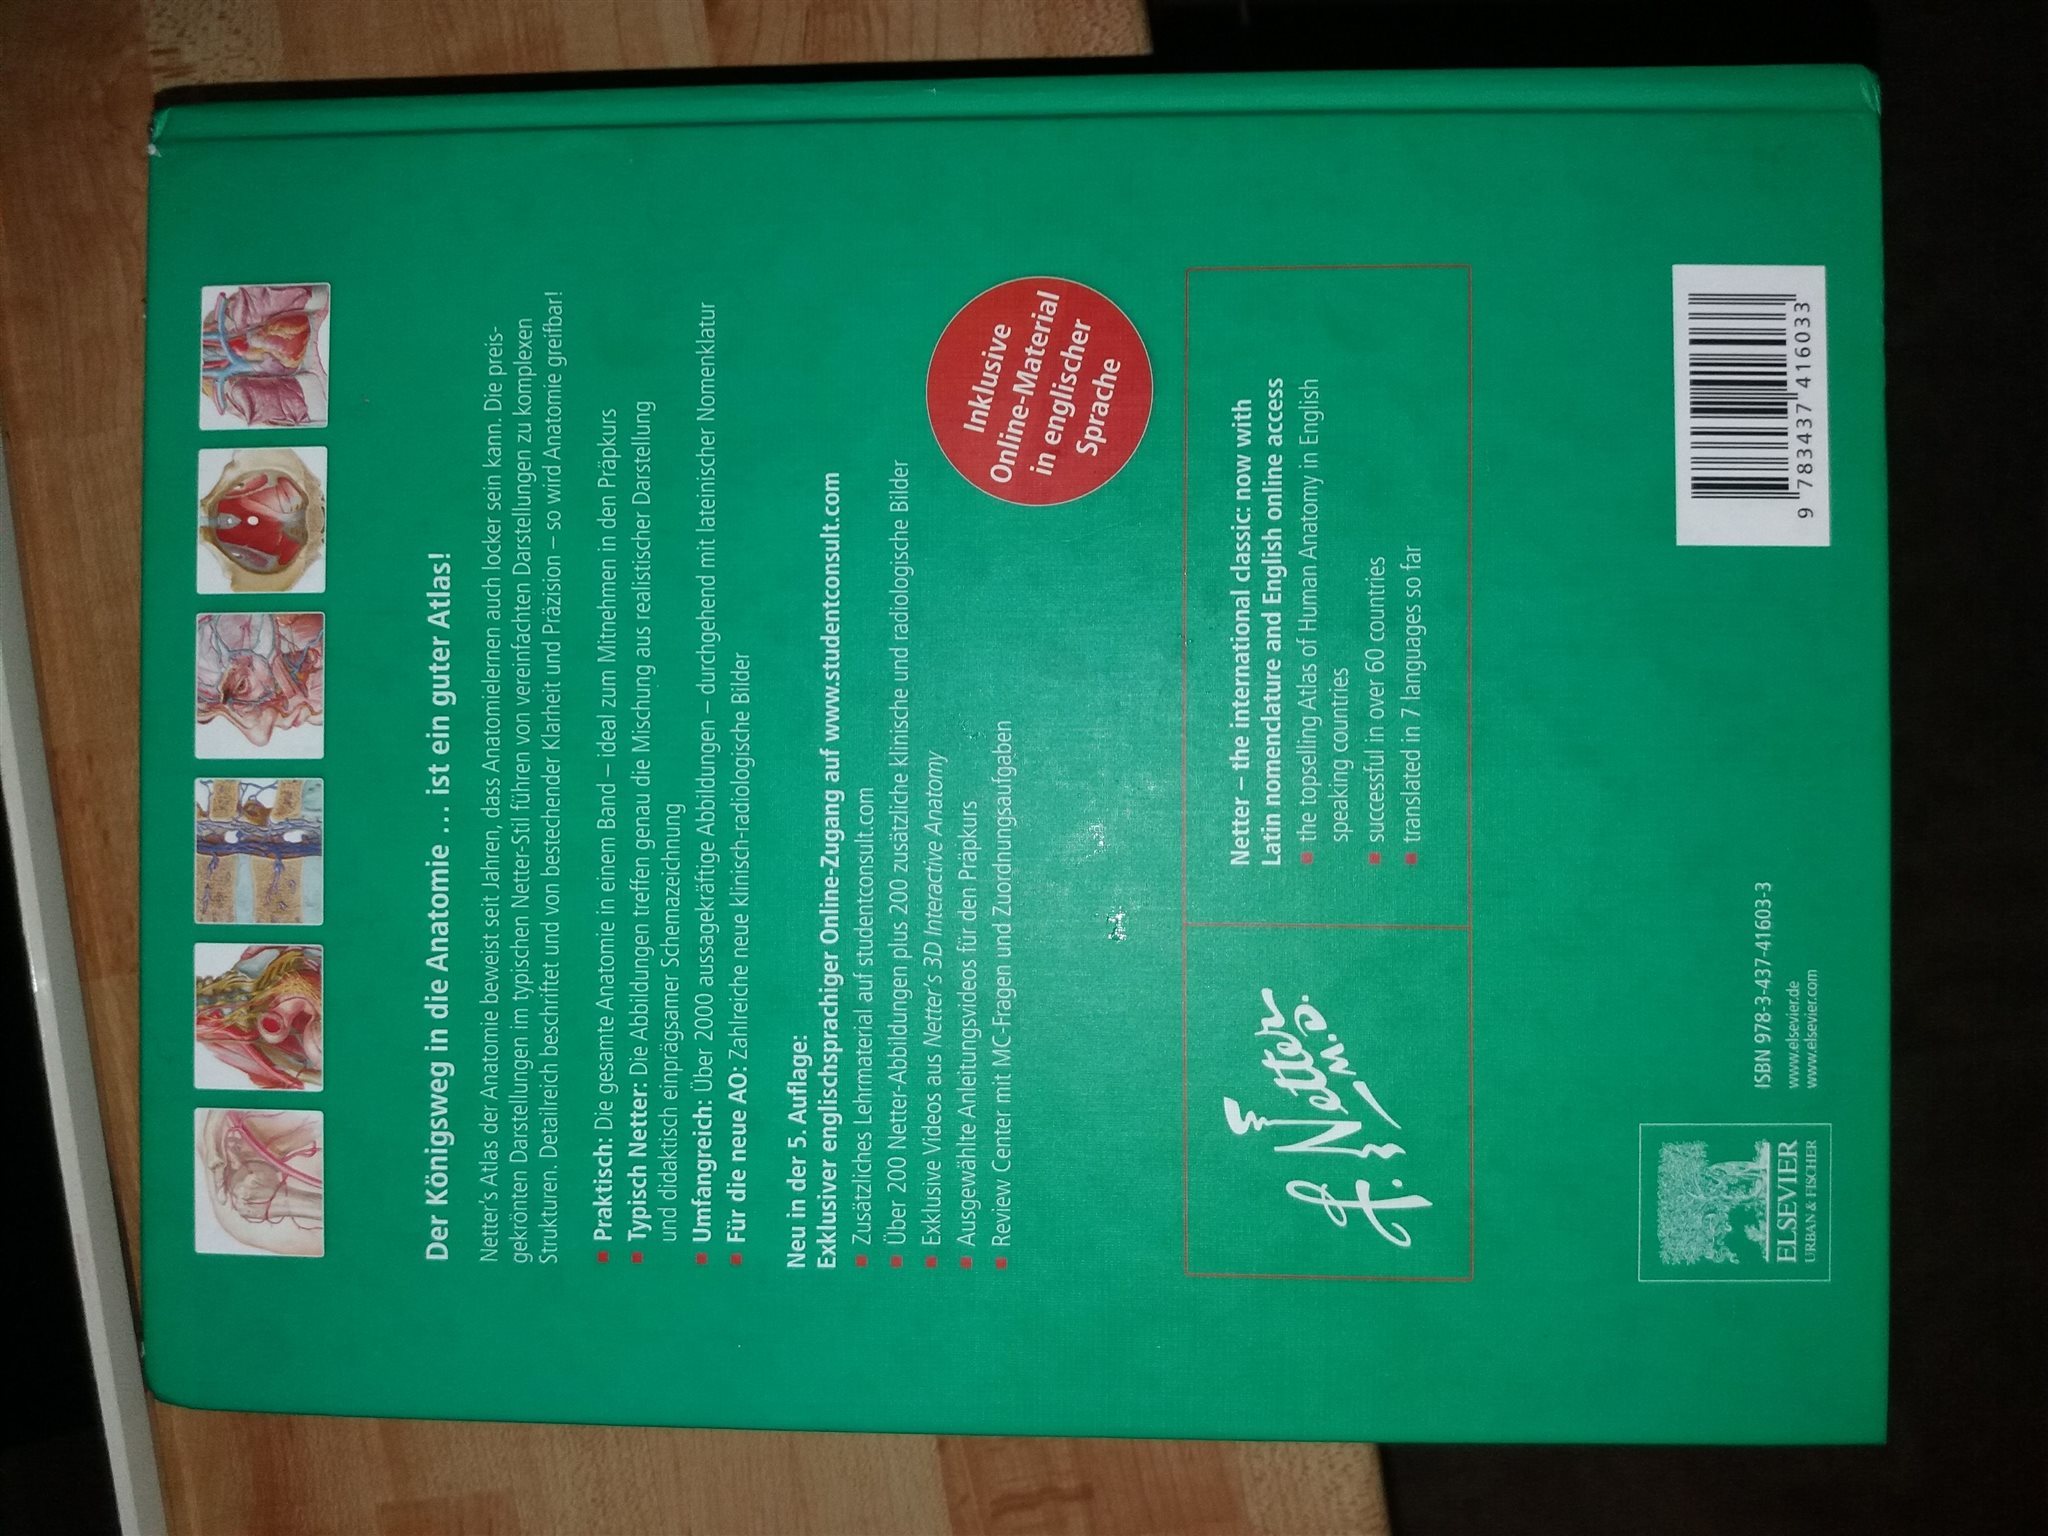 Der Königsweg in die Anatomie … ist ein guter Atlas!
Netter's Atlas der Anatomie beweist seit Jahren, dass Anatomielernen auch locker sein kann. Die preis-
gekrönten Darstellungen im typischen Netter-Stil führen von vereinfachten Darstellungen zu komplexen
Strukturen. Detailreich beschriftet und von bestechender Klarheit und Präzision – so wird Anatomie greifbar!
■ Praktisch: Die gesamte Anatomie in einem Band – ideal zum Mitnehmen in den Präpkurs
■ Typisch Netter: Die Abbildungen treffen genau die Mischung aus realistischer Darstellung
und didaktisch einprägsamer Schemazeichnung
■ Umfangreich: Über 2000 aussagekräftige Abbildungen – durchgehend mit lateinischer Nomenklatur
■ Für die neue AO: Zahlreiche neue klinisch-radiologische Bilder
Neu in der 5. Auflage:
Exklusiver englischsprachiger Online-Zugang auf www.studentconsult.com
■ Zusätzliches Lehrmaterial auf studentconsult.com
■ Über 200 Netter-Abbildungen plus 200 zusätzliche klinische und radiologische Bilder
■ Exklusive Videos aus Netter's 3D Interactive Anatomy
■ Ausgewählte Anleitungsvideos für den Präpkurs
■ Review Center mit MC-Fragen und Zuordnungsaufgaben
Inklusive
Online-Material
in englischer
Sprache
F. Netter
M.D.
Netter – the international classic: now with
Latin nomenclature and English online access
■ the topselling Atlas of Human Anatomy in English
speaking countries
■ successful in over 60 countries
■ translated in 7 languages so far
ELSEVIER
URBAN & FISCHER
ISBN 978-3-437-41603-3
www.elsevier.de
www.elsevier.com
9 783437 416033